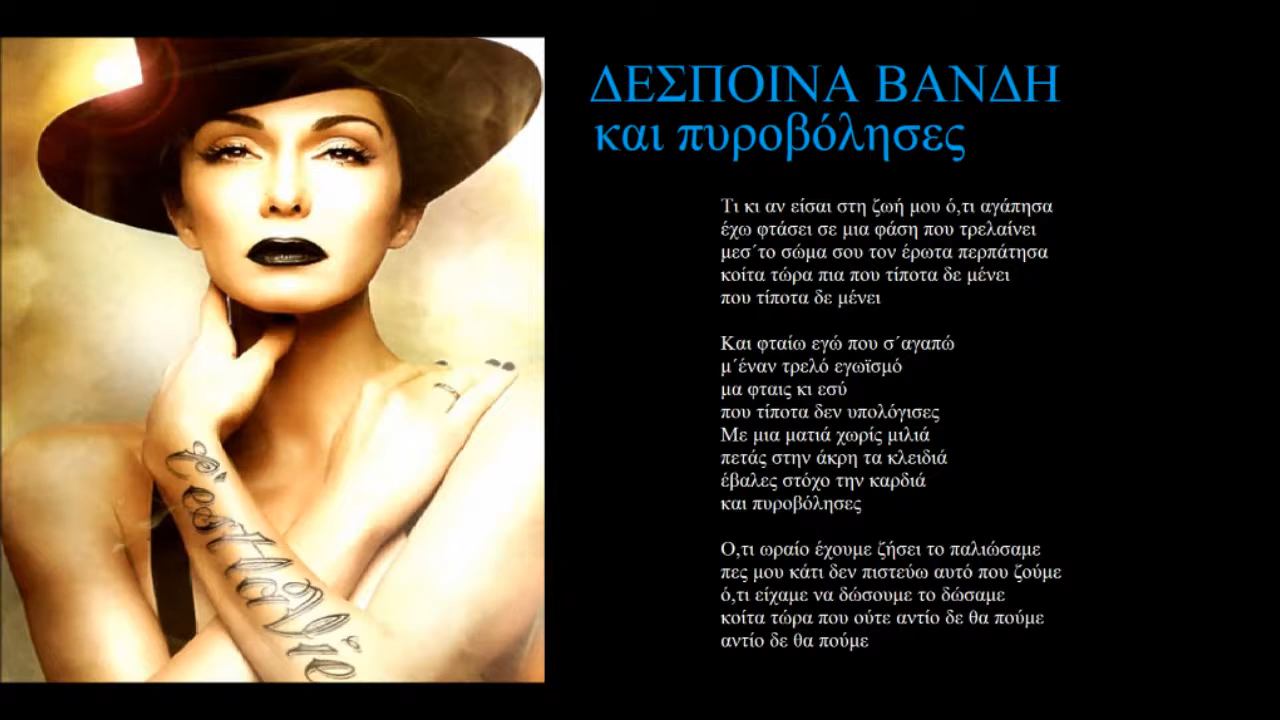 ΔΕΣΠΟΙΝΑ ΒΑΝΔΗ
και πυροβόλησες
Τι κι αν είσαι στη ζωή μου ό,τι αγάπησα
έχω φτάσει σε μια φάση που τρελαίνει
μεσ΄το σώμα σου τον έρωτα περπάτησα
κοίτα τώρα πια που τίποτα δε μένει
που τίποτα δε μένει
Και φταίω εγώ που σ΄αγαπώ
μ΄έναν τρελό εγωϊσμό
μα φταις κι εσύ
που τίποτα δεν υπολόγισες
Με μια ματιά χωρίς μιλιά
πετάς στην άκρη τα κλειδιά
έβαλες στόχο την καρδιά
και πυροβόλησες
Ο,τι ωραίο έχουμε ζήσει το παλιώσαμε
πες μου κάτι δεν πιστεύω αυτό που ζούμε
ό,τι είχαμε να δώσουμε το δώσαμε
κοίτα τώρα που ούτε αντίο δε θα πούμε
αντίο δε θα πούμε
C'est la Vie